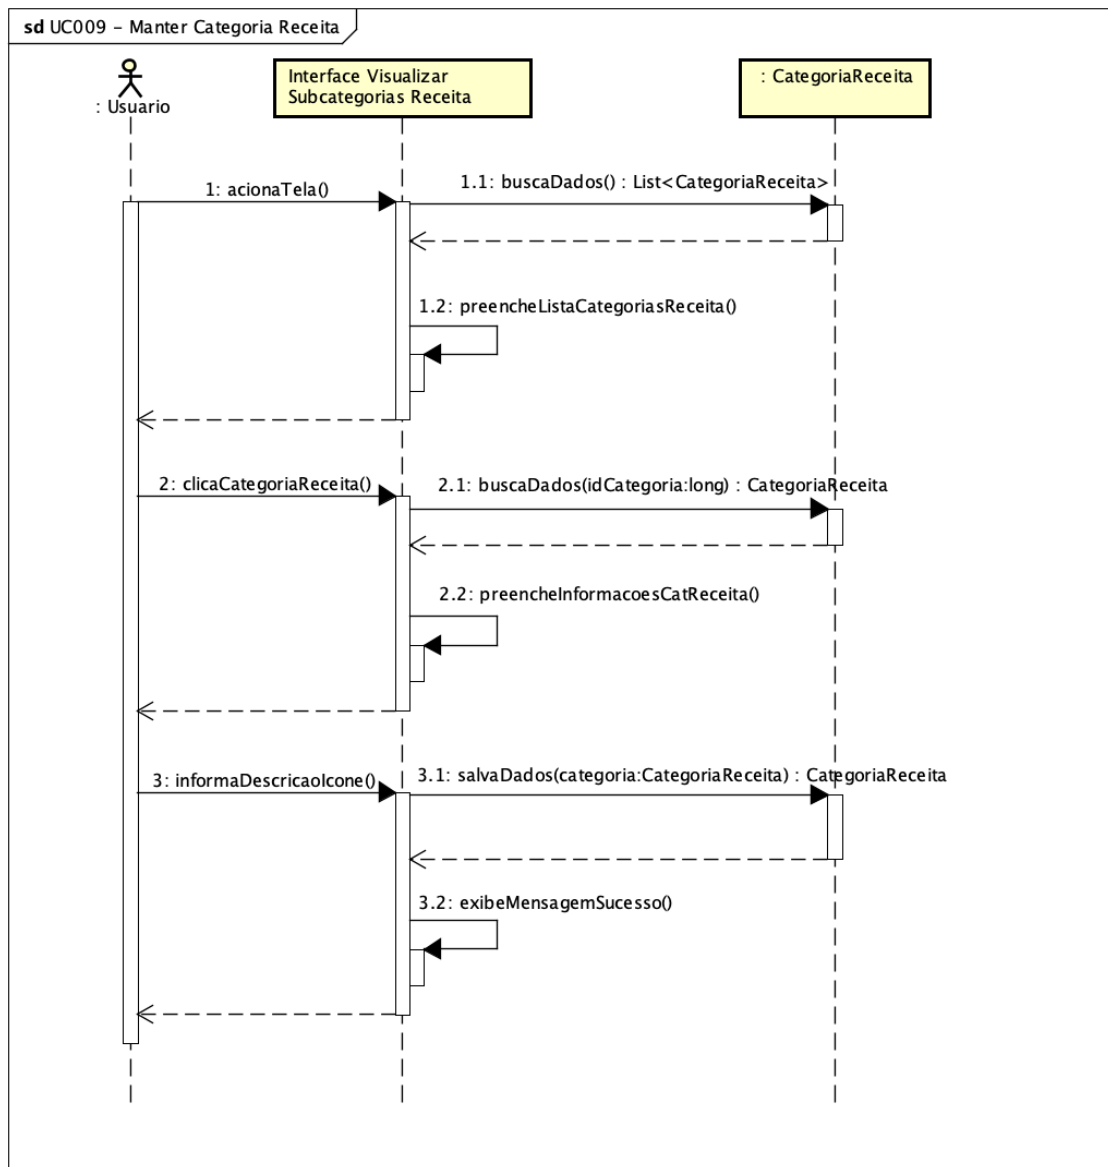 sd UC009 - Manter Categoria Receita
: Usuario
Interface Visualizar
Subcategorias Receita
: CategoriaReceita
1: acionaTela()
1.1: buscaDados() : List<CategoriaReceita>
1.2: preencheListaCategoriasReceita()
2: clicaCategoriaReceita()
2.1: buscaDados(idCategoria:long) : CategoriaReceita
2.2: preencheInformacoesCatReceita()
3: informaDescricaoIcone()
3.1: salvaDados(categoria:CategoriaReceita) : CategoriaReceita
3.2: exibeMensagemSucesso()